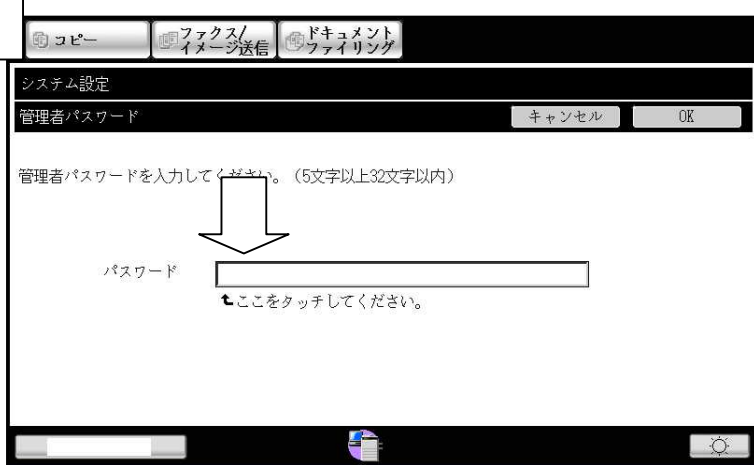 コピー
ファクス/
イメージ送信
ドキュメント
ファイリング
システム設定
管理者パスワード
キャンセル
OK
管理者パスワードを入力してください。(5文字以上32文字以内)
パスワード
ここをタッチしてください。